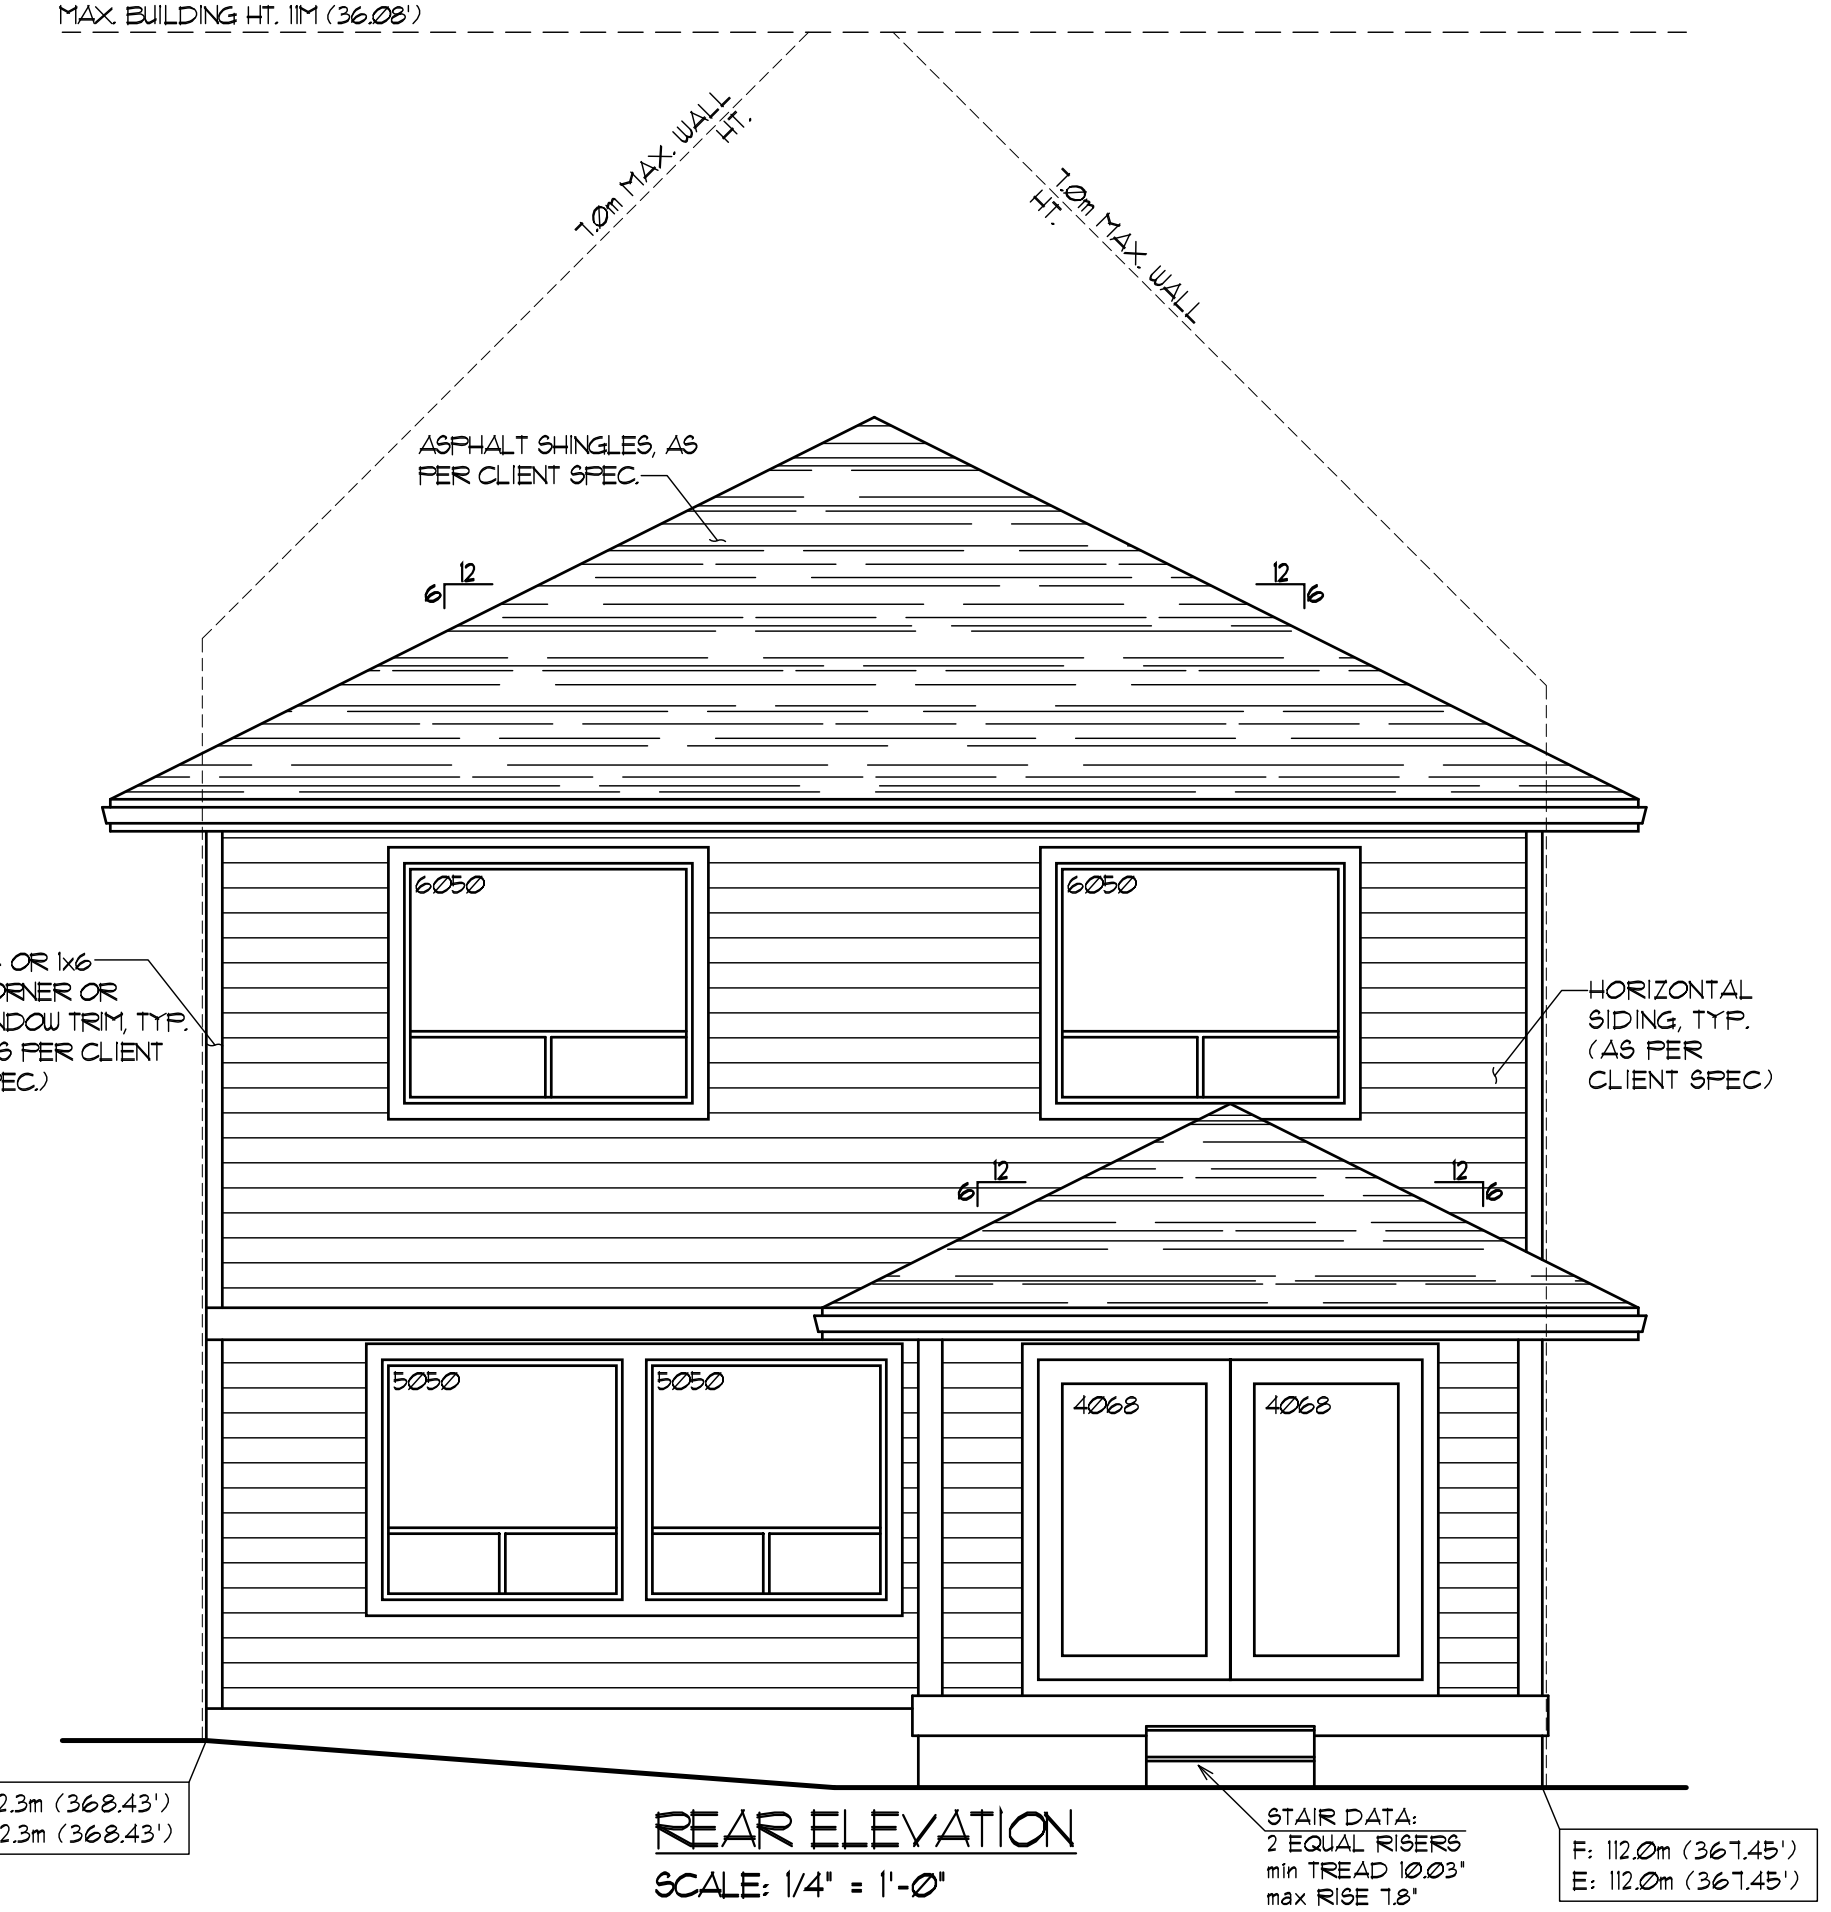 MAX. BUILDING HT. 11M (36.08')
7.0m MAX. WALL
HT.
7.0m MAX. WALL
HT.
ASPHALT SHINGLES, AS
PER CLIENT SPEC.
12
6
12
6
6050
6050
OR 1x6
ORNER OR
NDOW TRIM, TYP.
S PER CLIENT
PEC.)
HORIZONTAL
SIDING, TYP.
(AS PER
CLIENT SPEC)
12
6
12
6
5050
5050
4068
4068
2.3m (368.43')
2.3m (368.43')
REAR ELEVATION
SCALE: 1/4" = 1'-0"
STAIR DATA:
2 EQUAL RISERS
min TREAD 10.03"
max RISE 7.8"
F: 112.0m (367.45')
E: 112.0m (367.45')